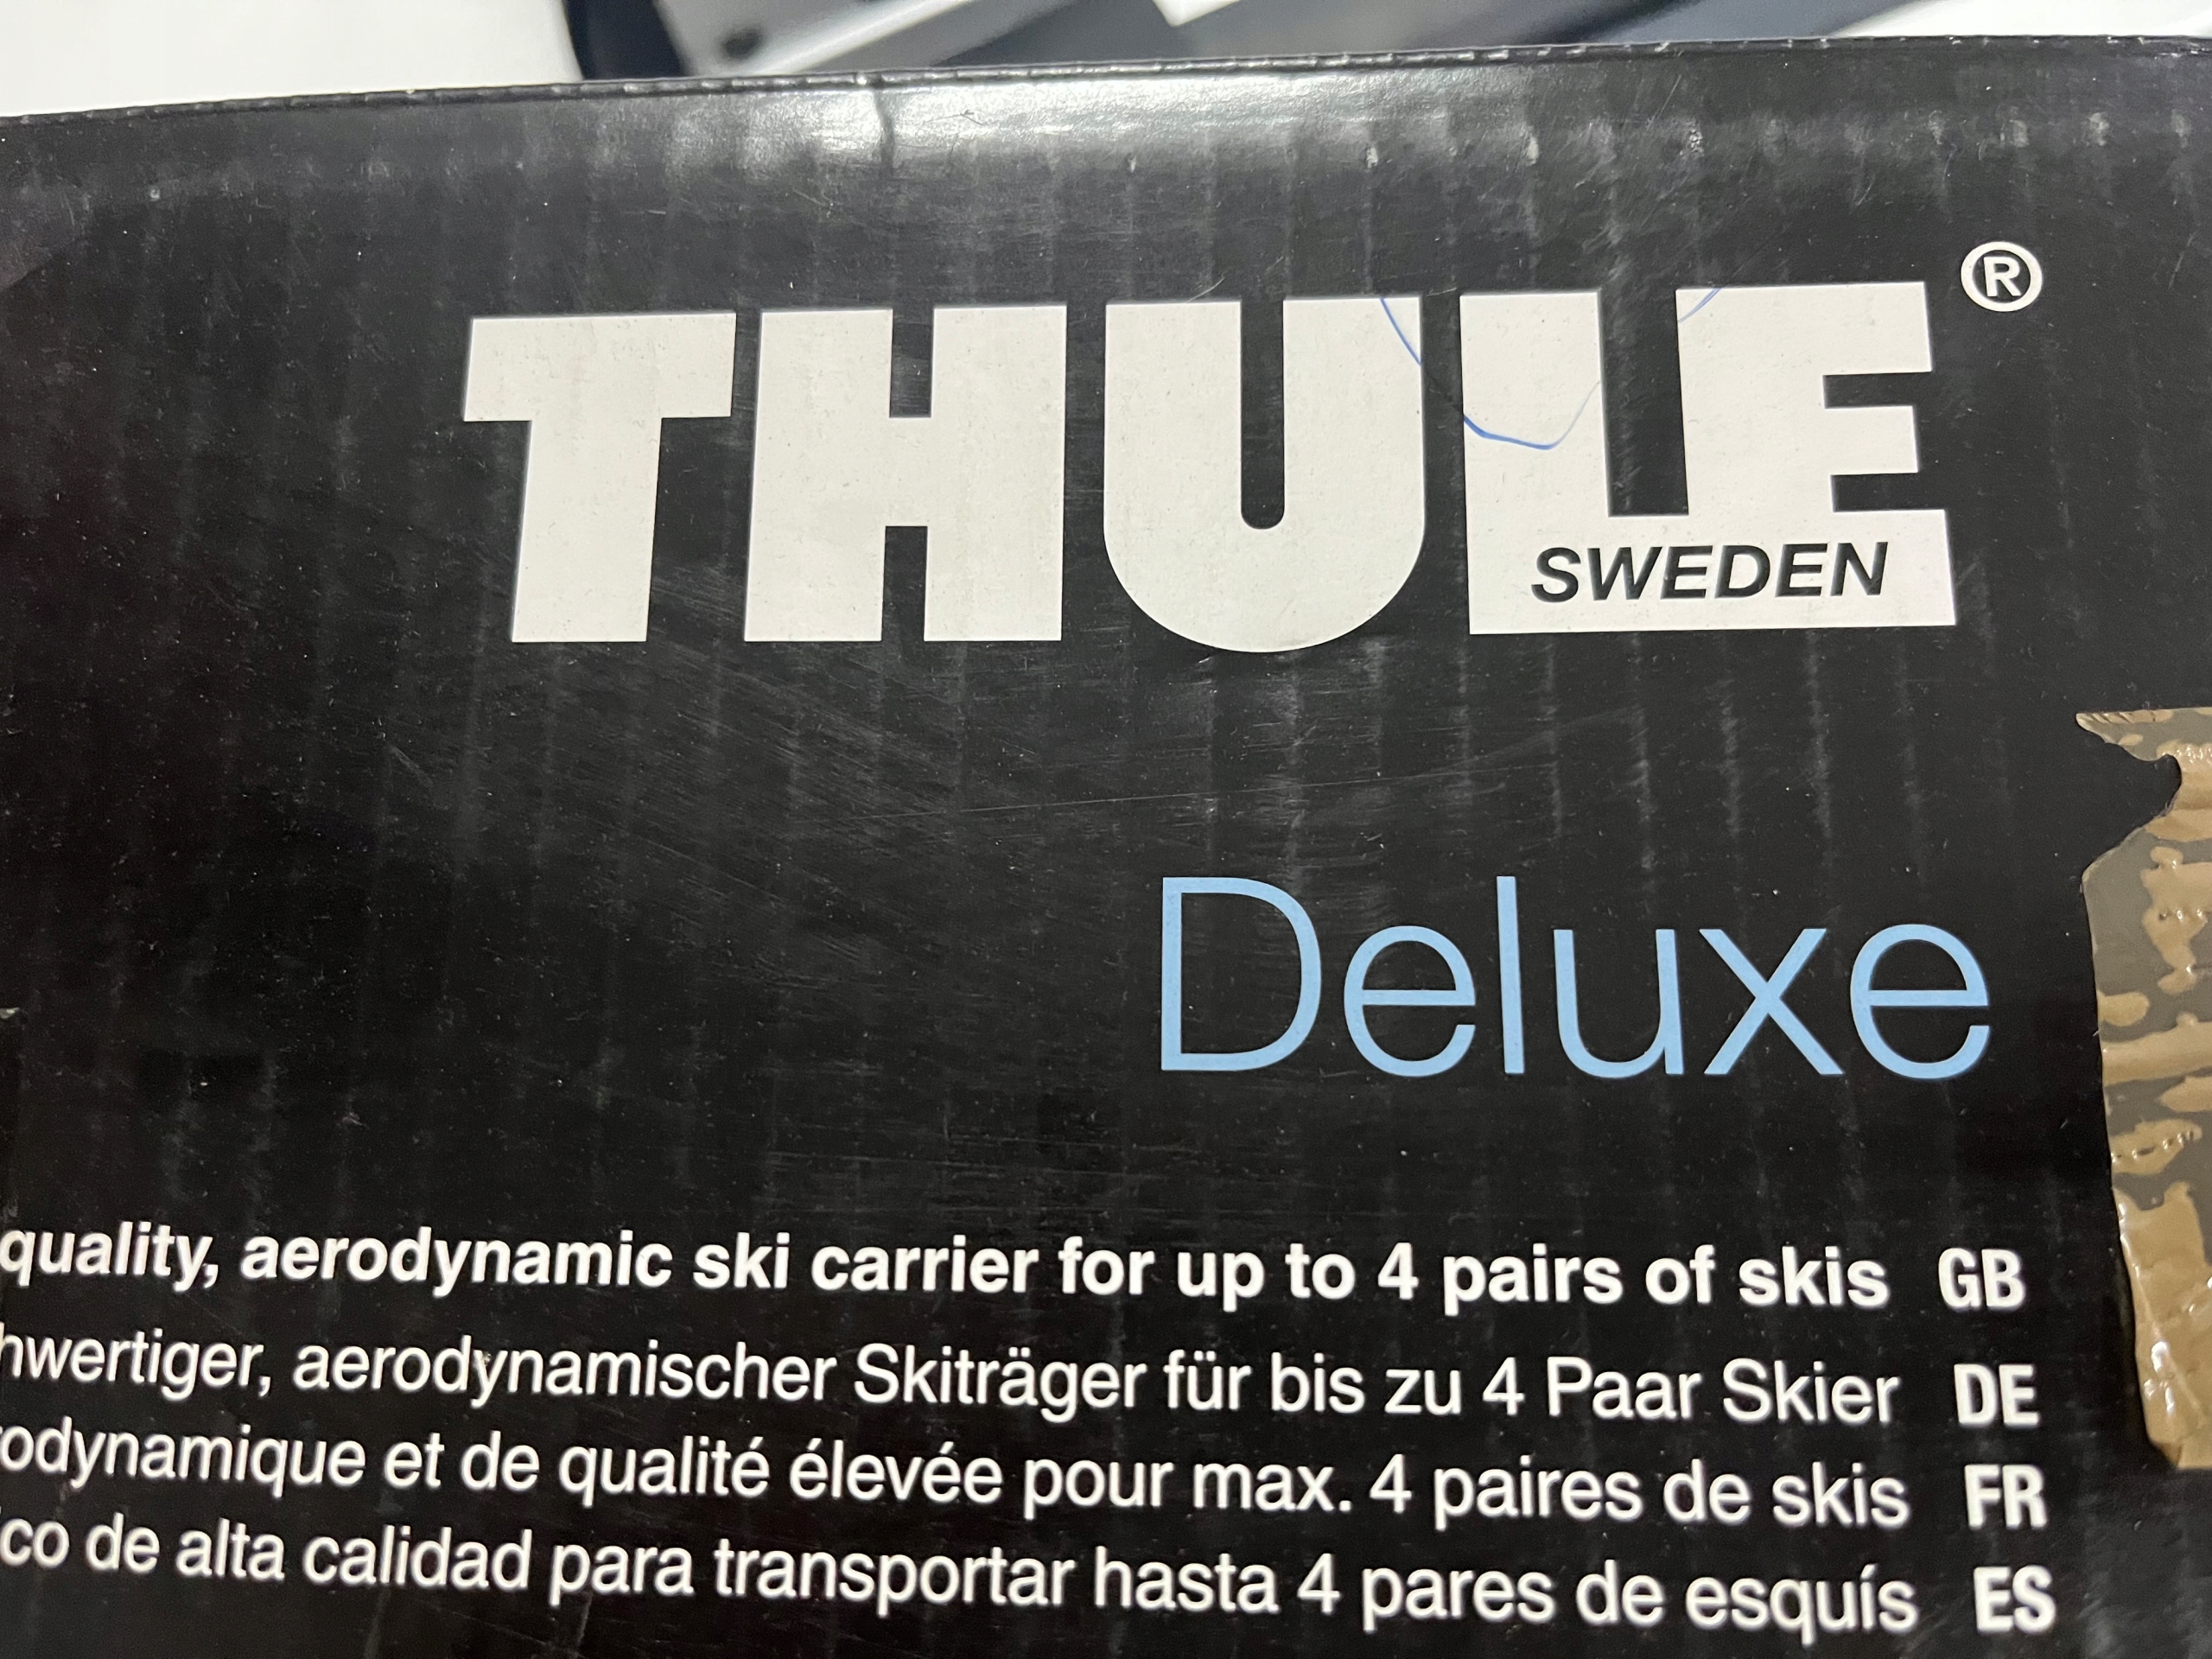 THULE®
SWEDEN
Deluxe
quality, aerodynamic ski carrier for up to 4 pairs of skis GB
hwertiger, aerodynamischer Skiträger für bis zu 4 Paar Skier DE
odynamique et de qualité élevée pour max. 4 paires de skis FR
ico de alta calidad para transportar hasta 4 pares de esquís ES